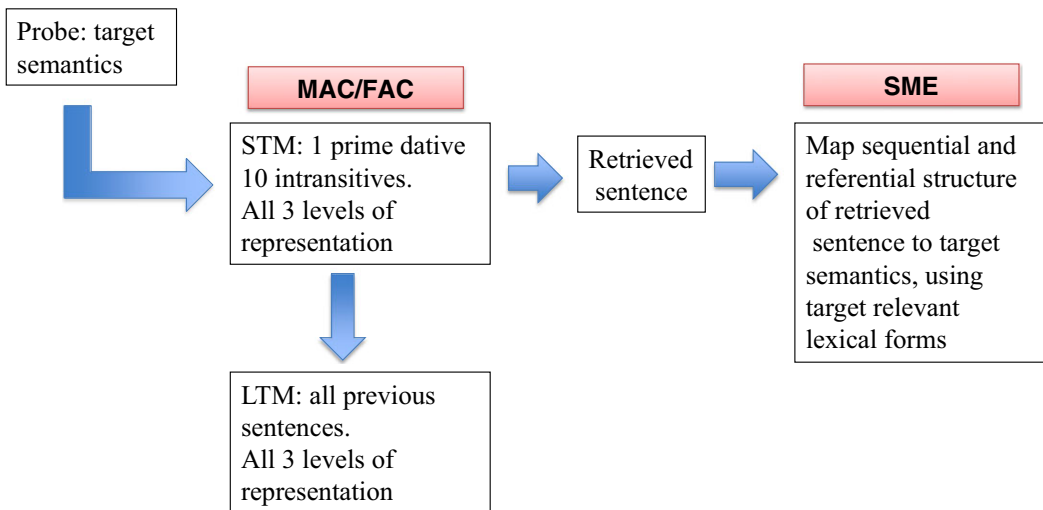 Probe: target
semantics
MAC/FAC
STM: 1 prime dative
10 intransitives.
All 3 levels of
representation
Retrieved
sentence
SME
Map sequential and
referential structure
of retrieved
sentence to target
semantics, using
target relevant
lexical forms
LTM: all previous
sentences.
All 3 levels of
representation